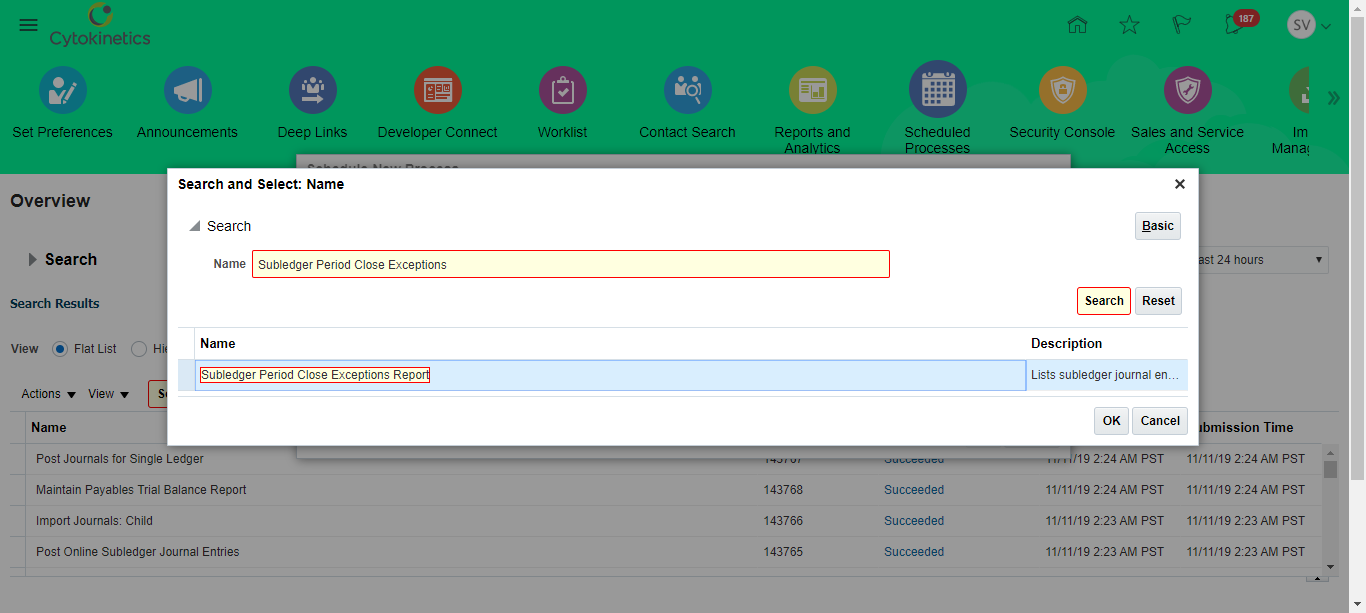 Cytokinetics
187
SV
Set Preferences
Announcements
Deep Links
Developer Connect
Worklist
Contact Search
Reports and Analytics
Scheduled Processes
Security Console
Sales and Service Access
Im
Manag
Schedule New Process
Overview
Search and Select: Name
Search
Basic
Name Subledger Period Close Exceptions
Search Reset
Name Description
Subledger Period Close Exceptions Report Lists subledger journal en...
OK Cancel
Search
ast 24 hours
Search Results
View Flat List Hie
Actions View
Name ubmission Time
Post Journals for Single Ledger 143767 Succeeded 11/11/19 2:24 AM PST 11/11/19 2:24 AM PST
Maintain Payables Trial Balance Report 143768 Succeeded 11/11/19 2:24 AM PST 11/11/19 2:24 AM PST
Import Journals: Child 143766 Succeeded 11/11/19 2:23 AM PST 11/11/19 2:23 AM PST
Post Online Subledger Journal Entries 143765 Succeeded 11/11/19 2:23 AM PST 11/11/19 2:23 AM PST